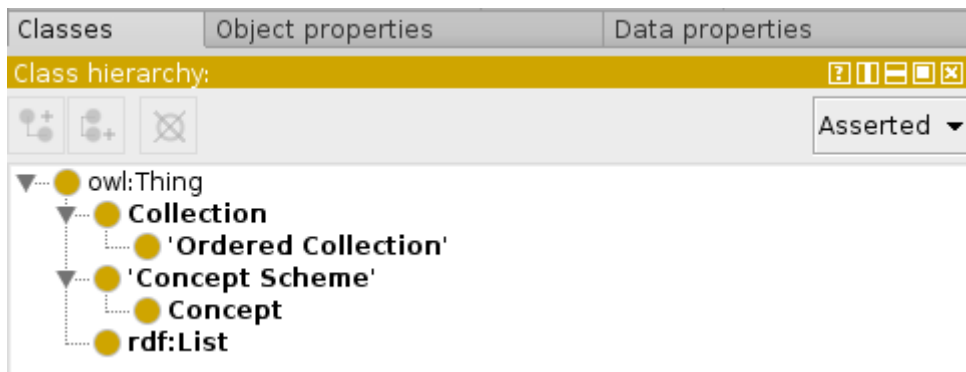 Classes Object properties Data properties
Class hierarchy:
Asserted
owl:Thing
Collection
'Ordered Collection'
'Concept Scheme'
Concept
rdf:List